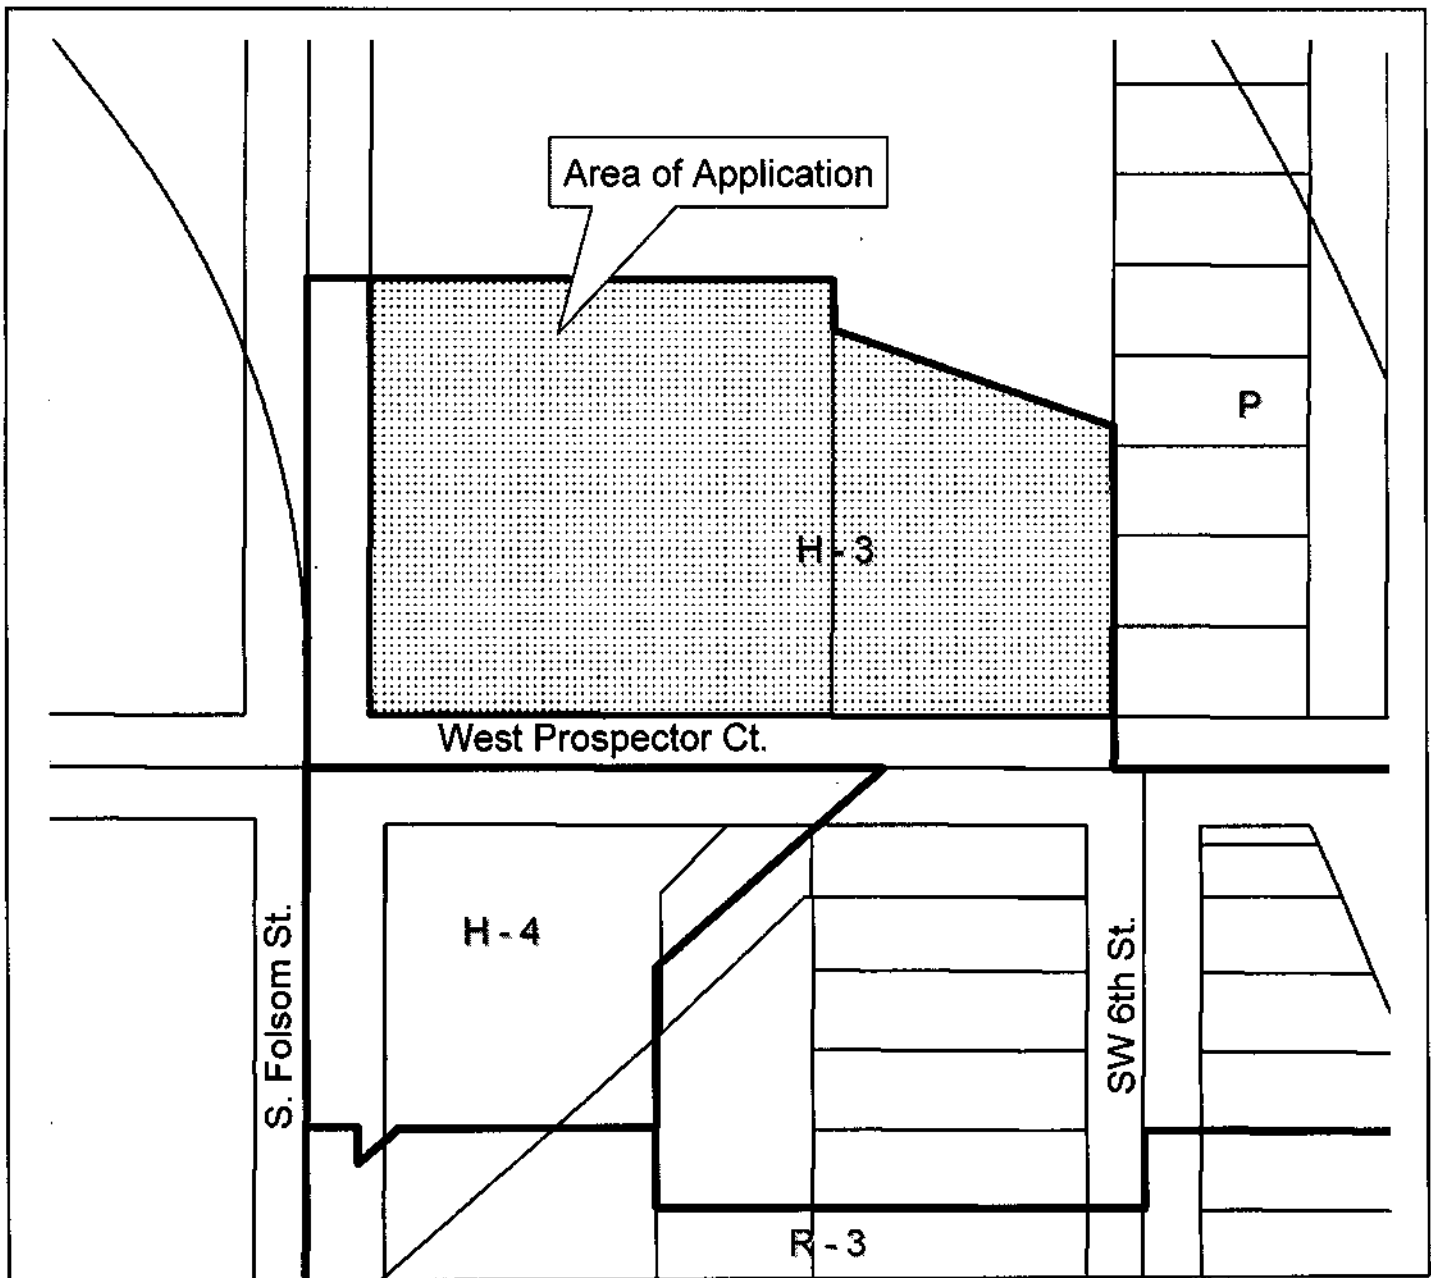 Area of Application
P
H - 3
West Prospector Ct.
H - 4
S. Folsom St.
SW 6th St.
R - 3